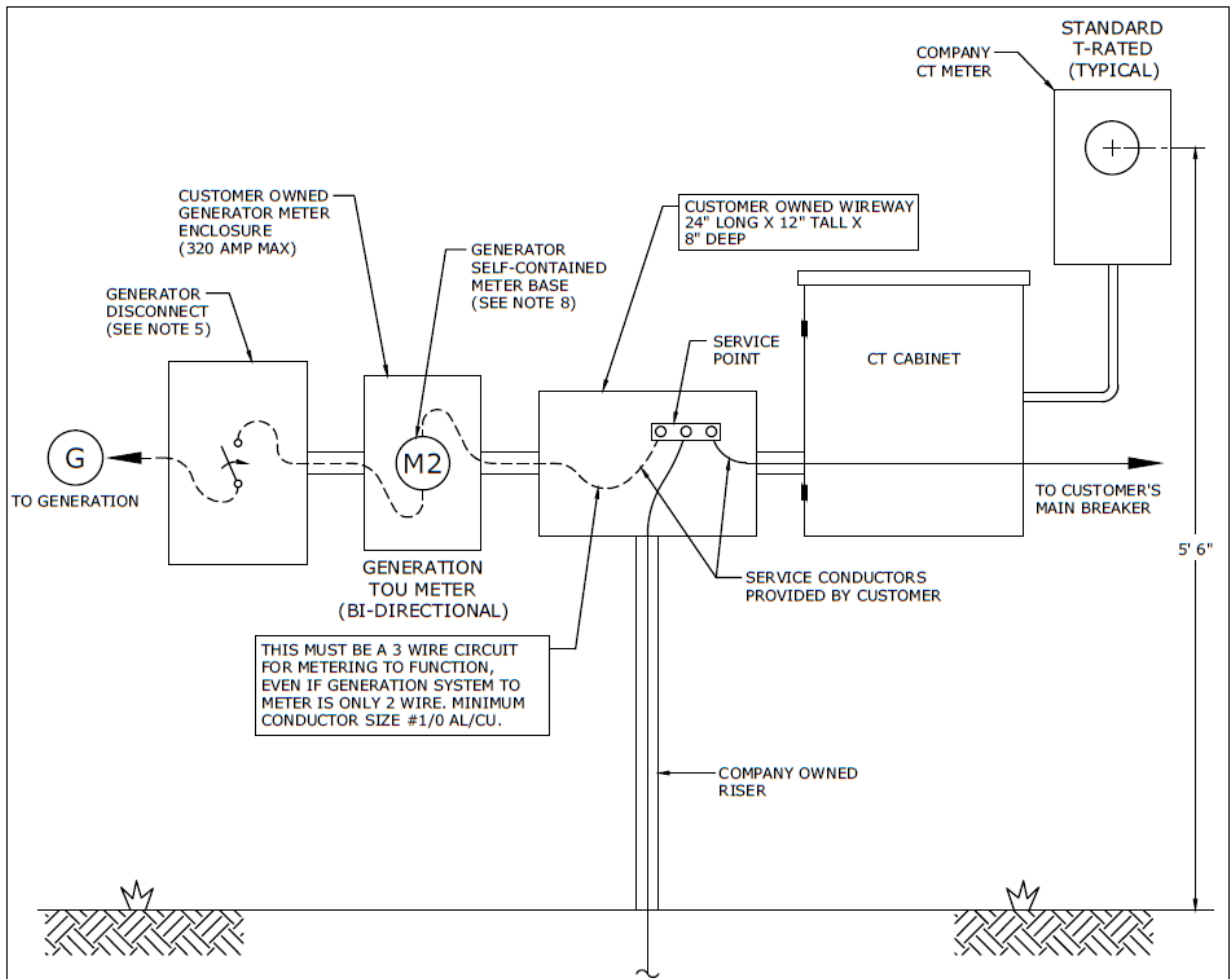 STANDARD
T-RATED
(TYPICAL)
COMPANY
CT METER
CUSTOMER OWNED
GENERATOR METER
ENCLOSURE
(320 AMP MAX)
CUSTOMER OWNED WIREWAY
24" LONG X 12" TALL X
8" DEEP
GENERATOR
SELF-CONTAINED
METER BASE
(SEE NOTE 8)
GENERATOR
DISCONNECT
(SEE NOTE 5)
SERVICE
POINT
CT CABINET
G
M2
TO GENERATION
TO CUSTOMER'S
MAIN BREAKER
5' 6"
GENERATION
TOU METER
(BI-DIRECTIONAL)
SERVICE CONDUCTORS
PROVIDED BY CUSTOMER
THIS MUST BE A 3 WIRE CIRCUIT
FOR METERING TO FUNCTION,
EVEN IF GENERATION SYSTEM TO
METER IS ONLY 2 WIRE. MINIMUM
CONDUCTOR SIZE #1/0 AL/CU.
COMPANY OWNED
RISER